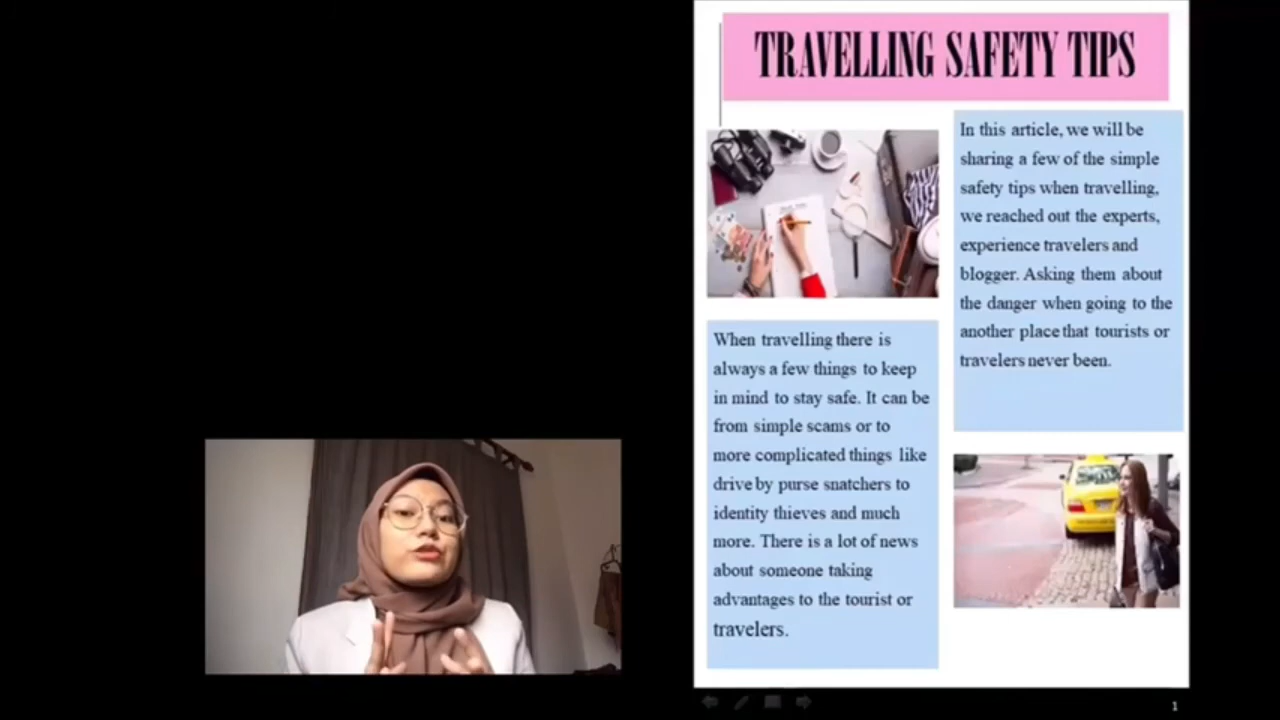 TRAVELLING SAFETY TIPS
In this article, we will be
sharing a few of the simple
safety tips when travelling,
we reached out the experts,
experience travelers and
blogger. Asking them about
the danger when going to the
another place that tourists or
travelers never been.
When travelling there is
always a few things to keep
in mind to stay safe. It can be
from simple scams or to
more complicated things like
drive by purse snatchers to
identity thieves and much
more. There is a lot of news
about someone taking
advantages to the tourist or
travelers.
1